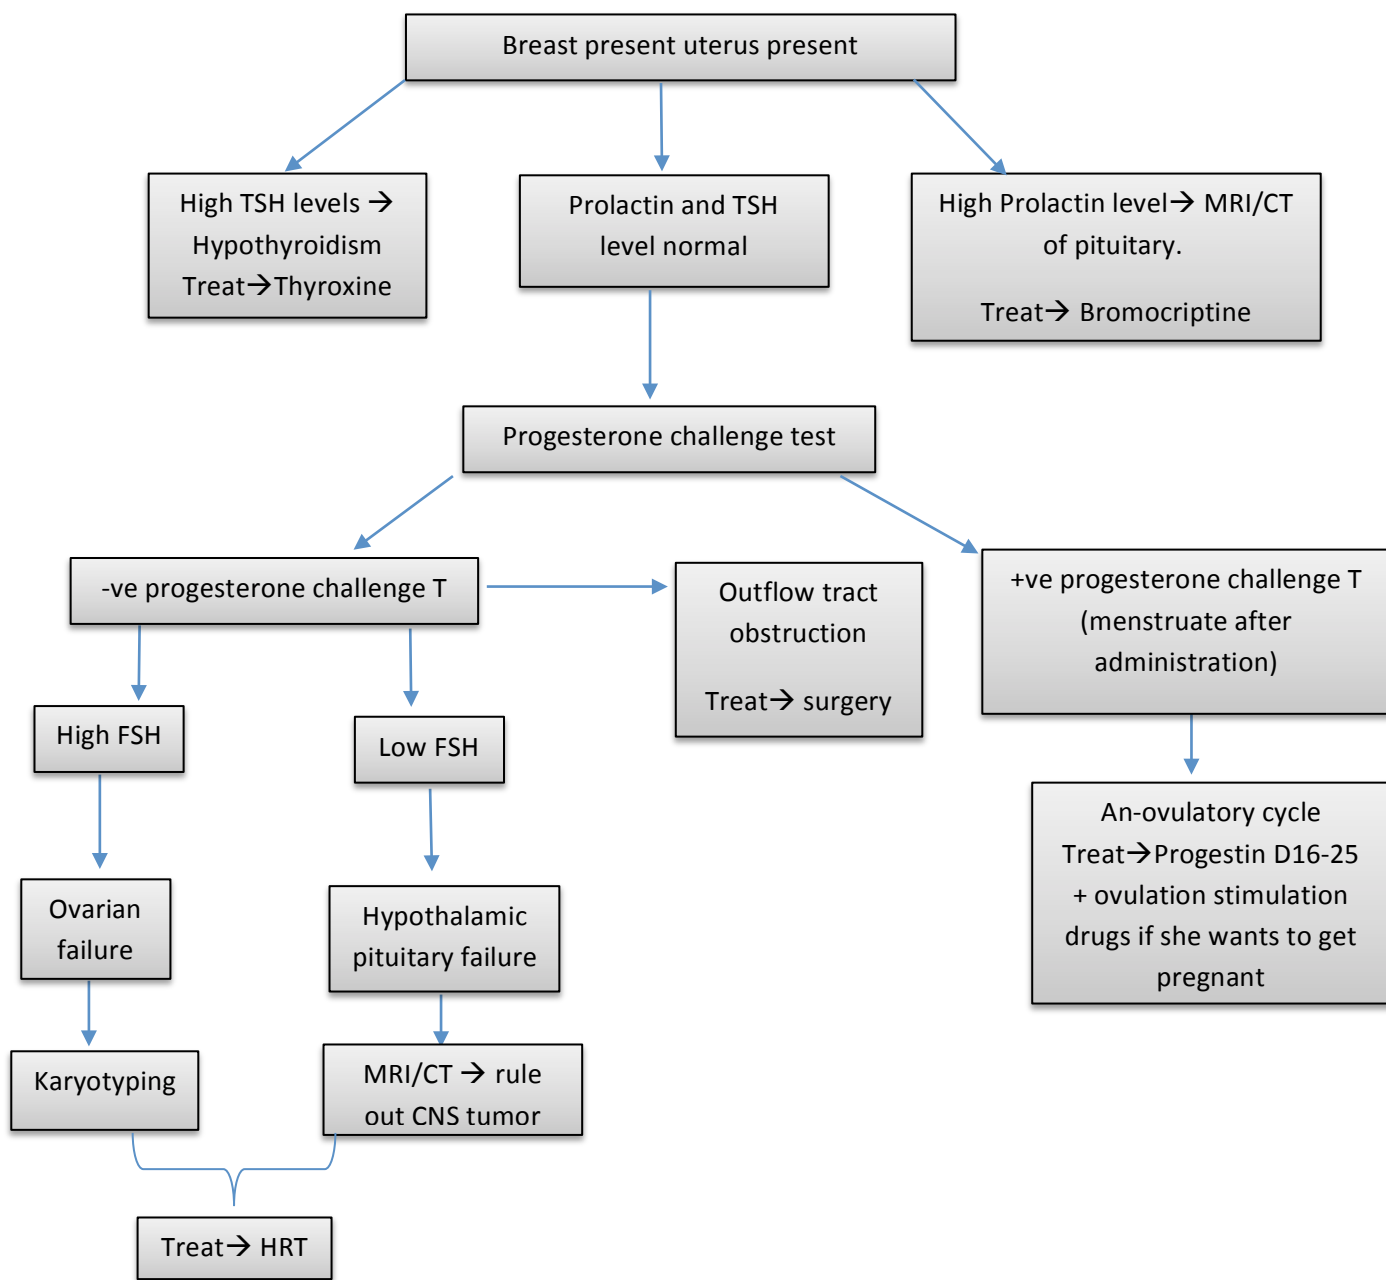 Breast present uterus present
High TSH levels →
Hypothyroidism
Treat→Thyroxine
Prolactin and TSH
level normal
High Prolactin level→ MRI/CT
of pituitary.
Treat→ Bromocriptine
Progesterone challenge test
-ve progesterone challenge T
Outflow tract
obstruction
Treat→ surgery
+ve progesterone challenge T
(menstruate after
administration)
High FSH
Low FSH
An-ovulatory cycle
Treat→Progestin D16-25
+ ovulation stimulation
drugs if she wants to get
pregnant
Ovarian
failure
Hypothalamic
pituitary failure
Karyotyping
MRI/CT → rule
out CNS tumor
Treat→ HRT